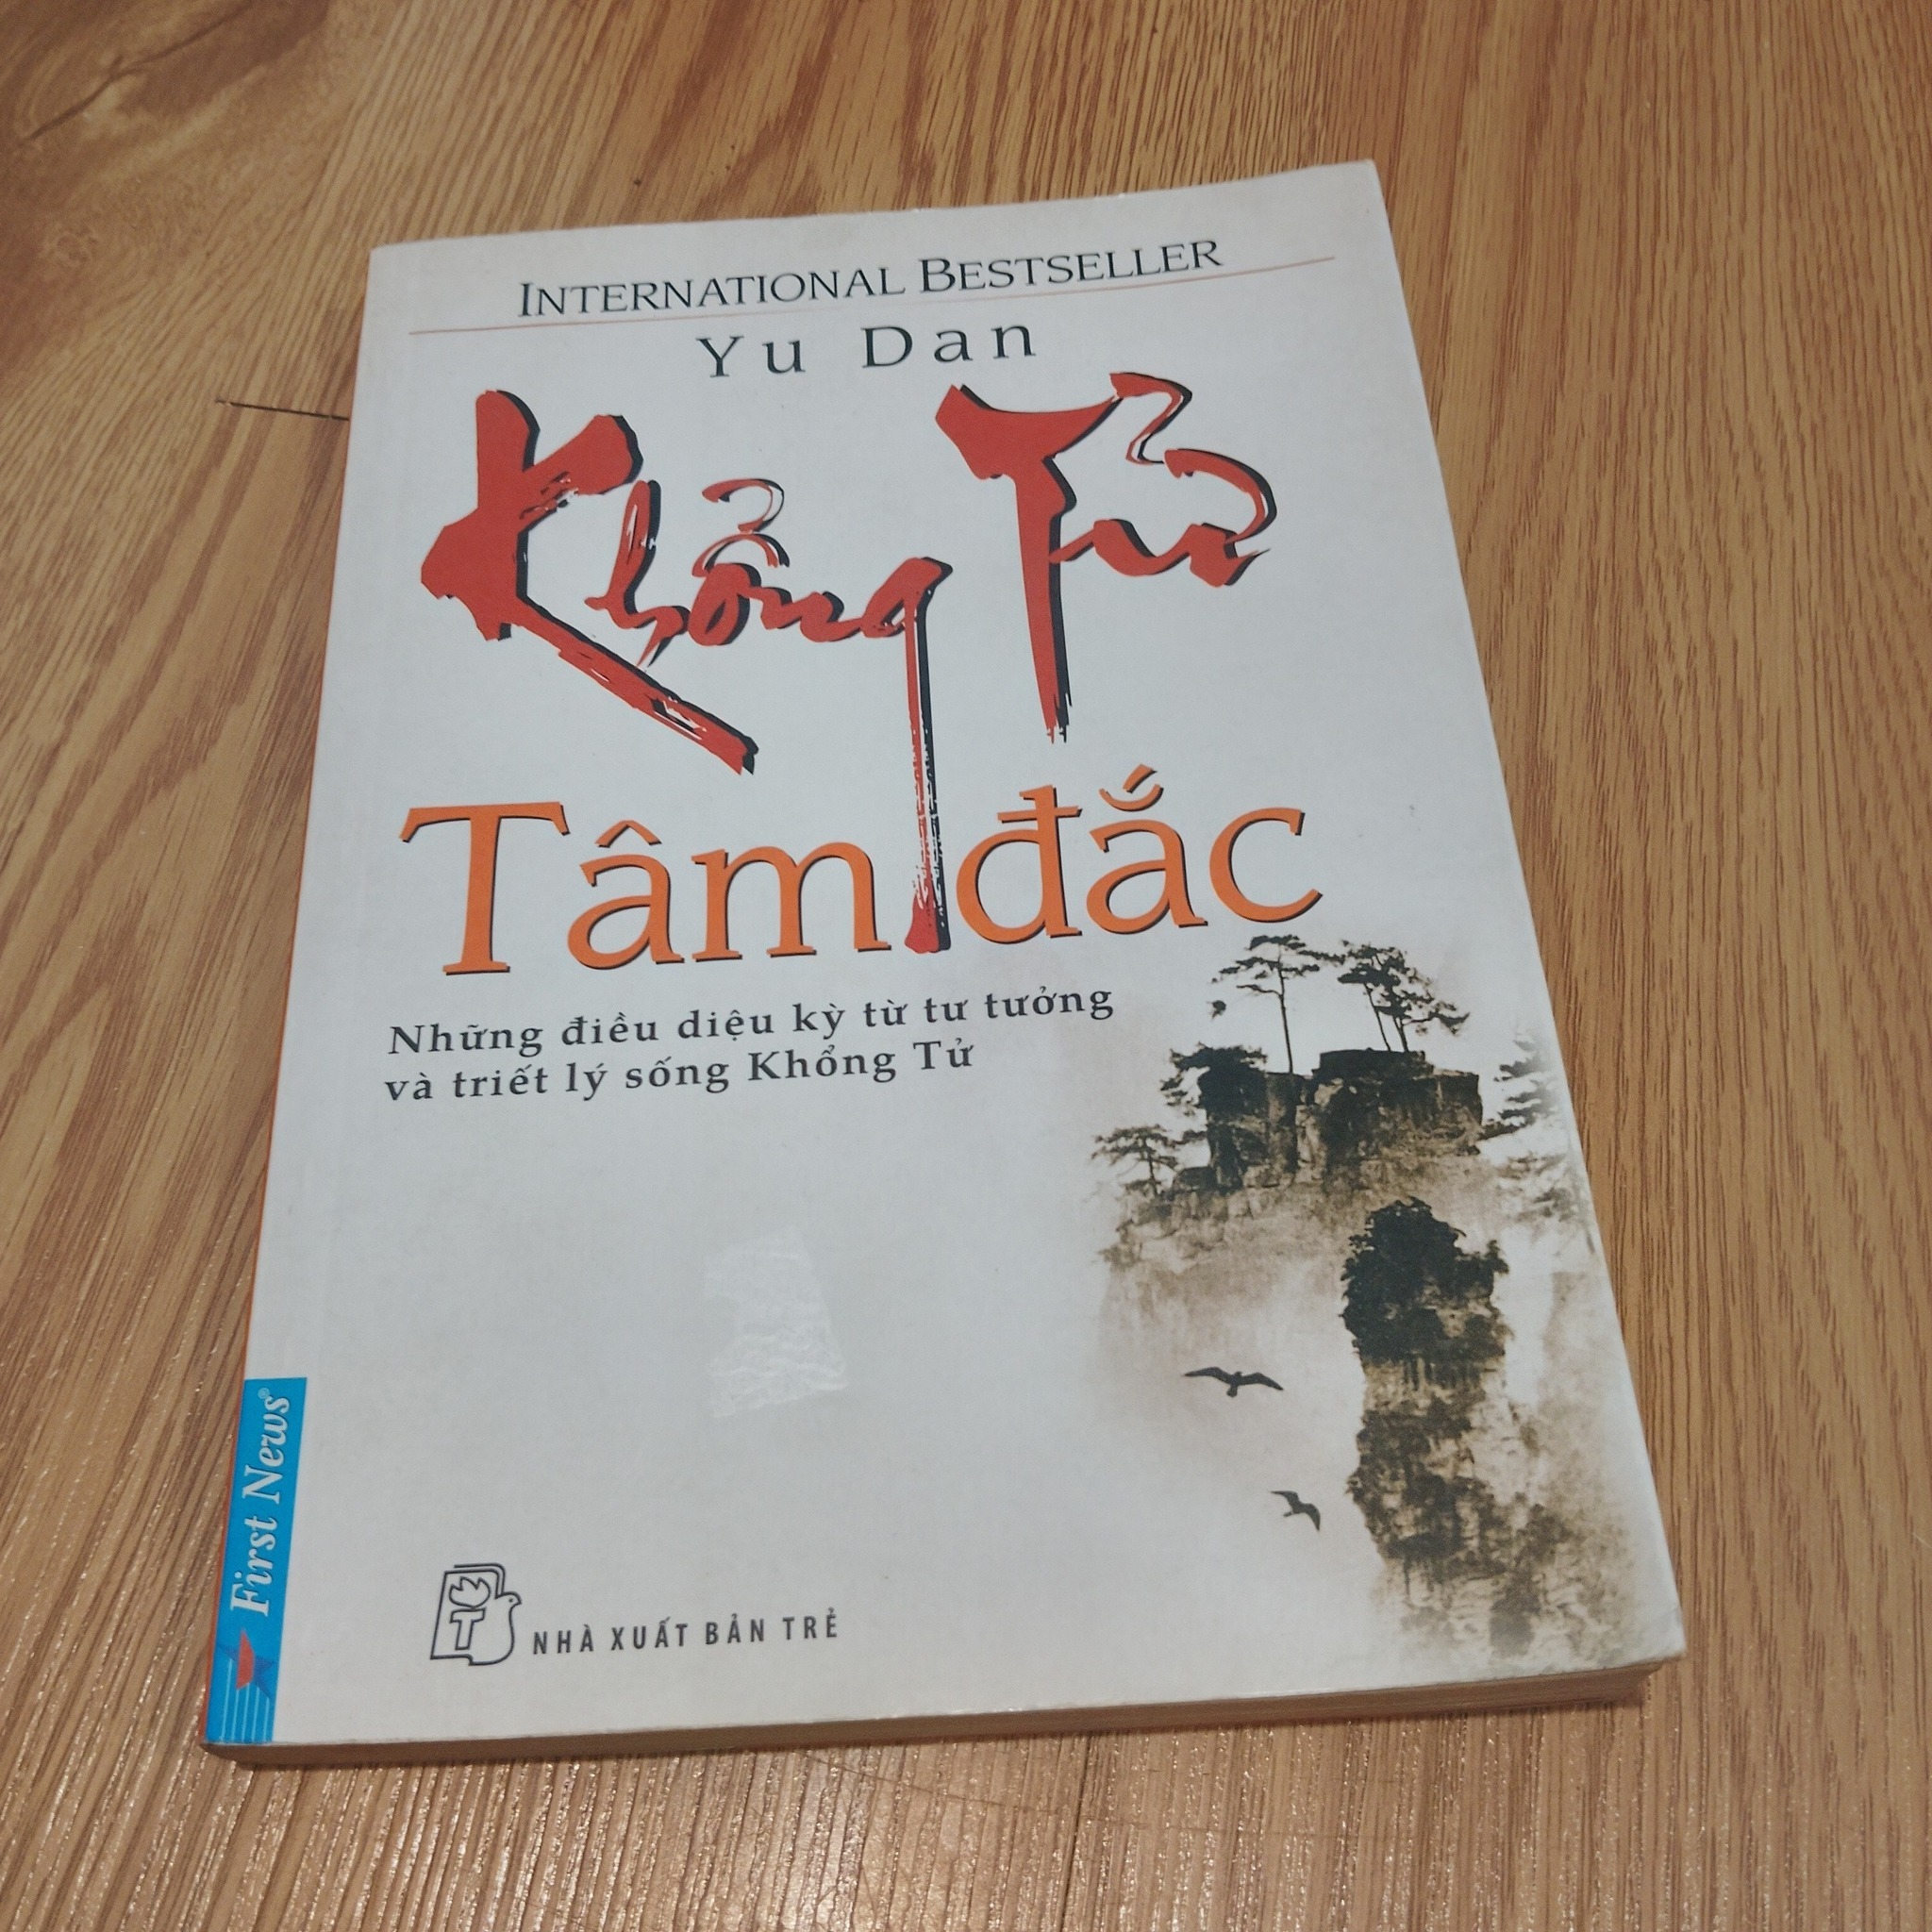 INTERNATIONAL BESTSELLER
Yu Dan
Khổng Tử
Tâm đắc
Những điều diệu kỳ từ tư tưởng
và triết lý sống Khổng Tử
First News®
T
NHÀ XUẤT BẢN TRẺ